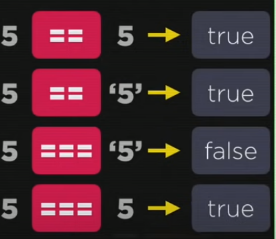 5 == 5 → true
5 == ‘5’ → true
5 === ‘5’ → false
5 === 5 → true